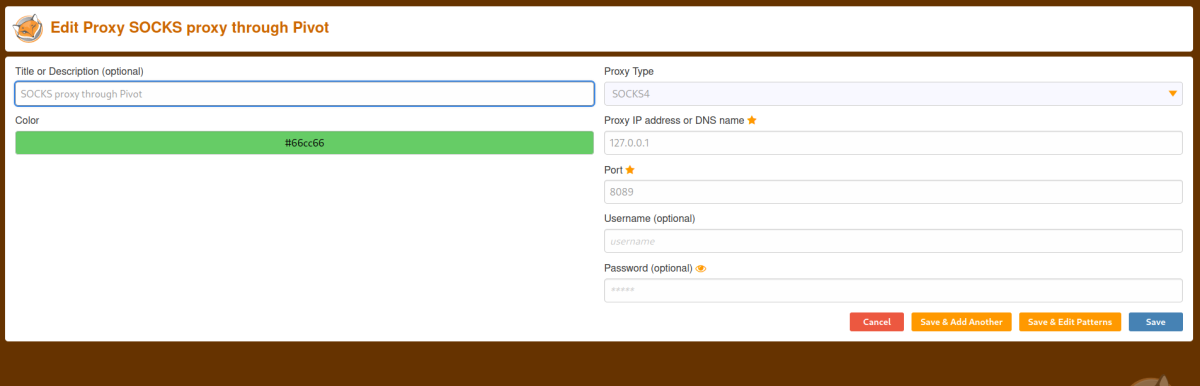 Edit Proxy SOCKS proxy through Pivot
Title or Description (optional)
SOCKS proxy through Pivot
Color
#66cc66
Proxy Type
SOCKS4
Proxy IP address or DNS name
127.0.0.1
Port
8089
Username (optional)
username
Password (optional)
*****
Cancel
Save & Add Another
Save & Edit Patterns
Save